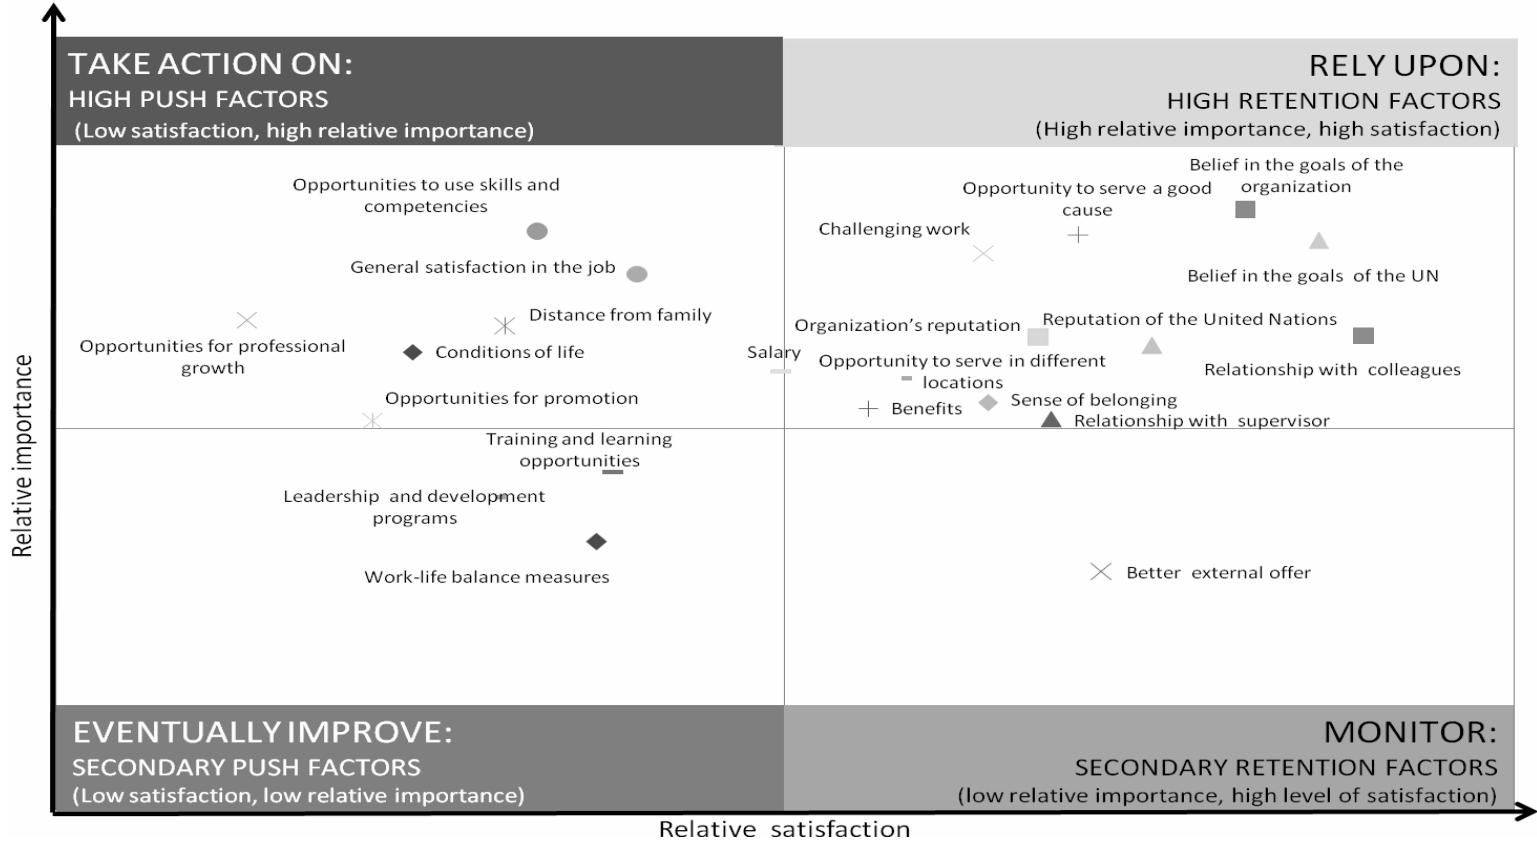 TAKE ACTION ON:
HIGH PUSH FACTORS
(Low satisfaction, high relative importance)
RELY UPON:
HIGH RETENTION FACTORS
(High relative importance, high satisfaction)
Opportunities to use skills and
competencies
General satisfaction in the job
Distance from family
Opportunities for professional
growth
Conditions of life
Opportunities for promotion
Salary
Belief in the goals of the
organization
Opportunity to serve a good
cause
Challenging work
Belief in the goals of the UN
Organization's reputation
Reputation of the United Nations
Opportunity to serve in different
locations
Relationship with colleagues
Benefits
Sense of belonging
Relationship with supervisor
Training and learning
opportunities
Leadership and development
programs
Work-life balance measures
Better external offer
EVENTUALLY IMPROVE:
SECONDARY PUSH FACTORS
(Low satisfaction, low relative importance)
MONITOR:
SECONDARY RETENTION FACTORS
(low relative importance, high level of satisfaction)
Relative importance
Relative satisfaction